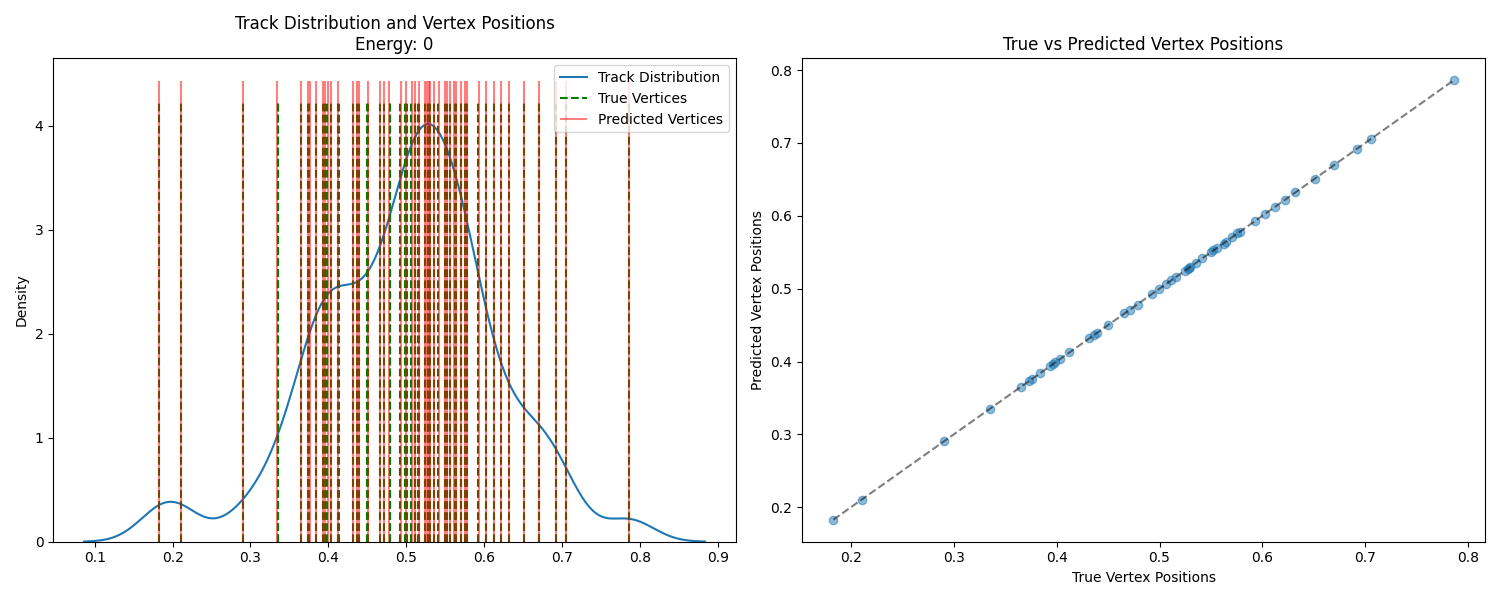 Track Distribution and Vertex Positions
Energy: 0
Track Distribution
True Vertices
Predicted Vertices
Density
4
3
2
1
0
0.1 0.2 0.3 0.4 0.5 0.6 0.7 0.8 0.9
True vs Predicted Vertex Positions
Predicted Vertex Positions
0.8
0.7
0.6
0.5
0.4
0.3
0.2
0.2 0.3 0.4 0.5 0.6 0.7 0.8
True Vertex Positions